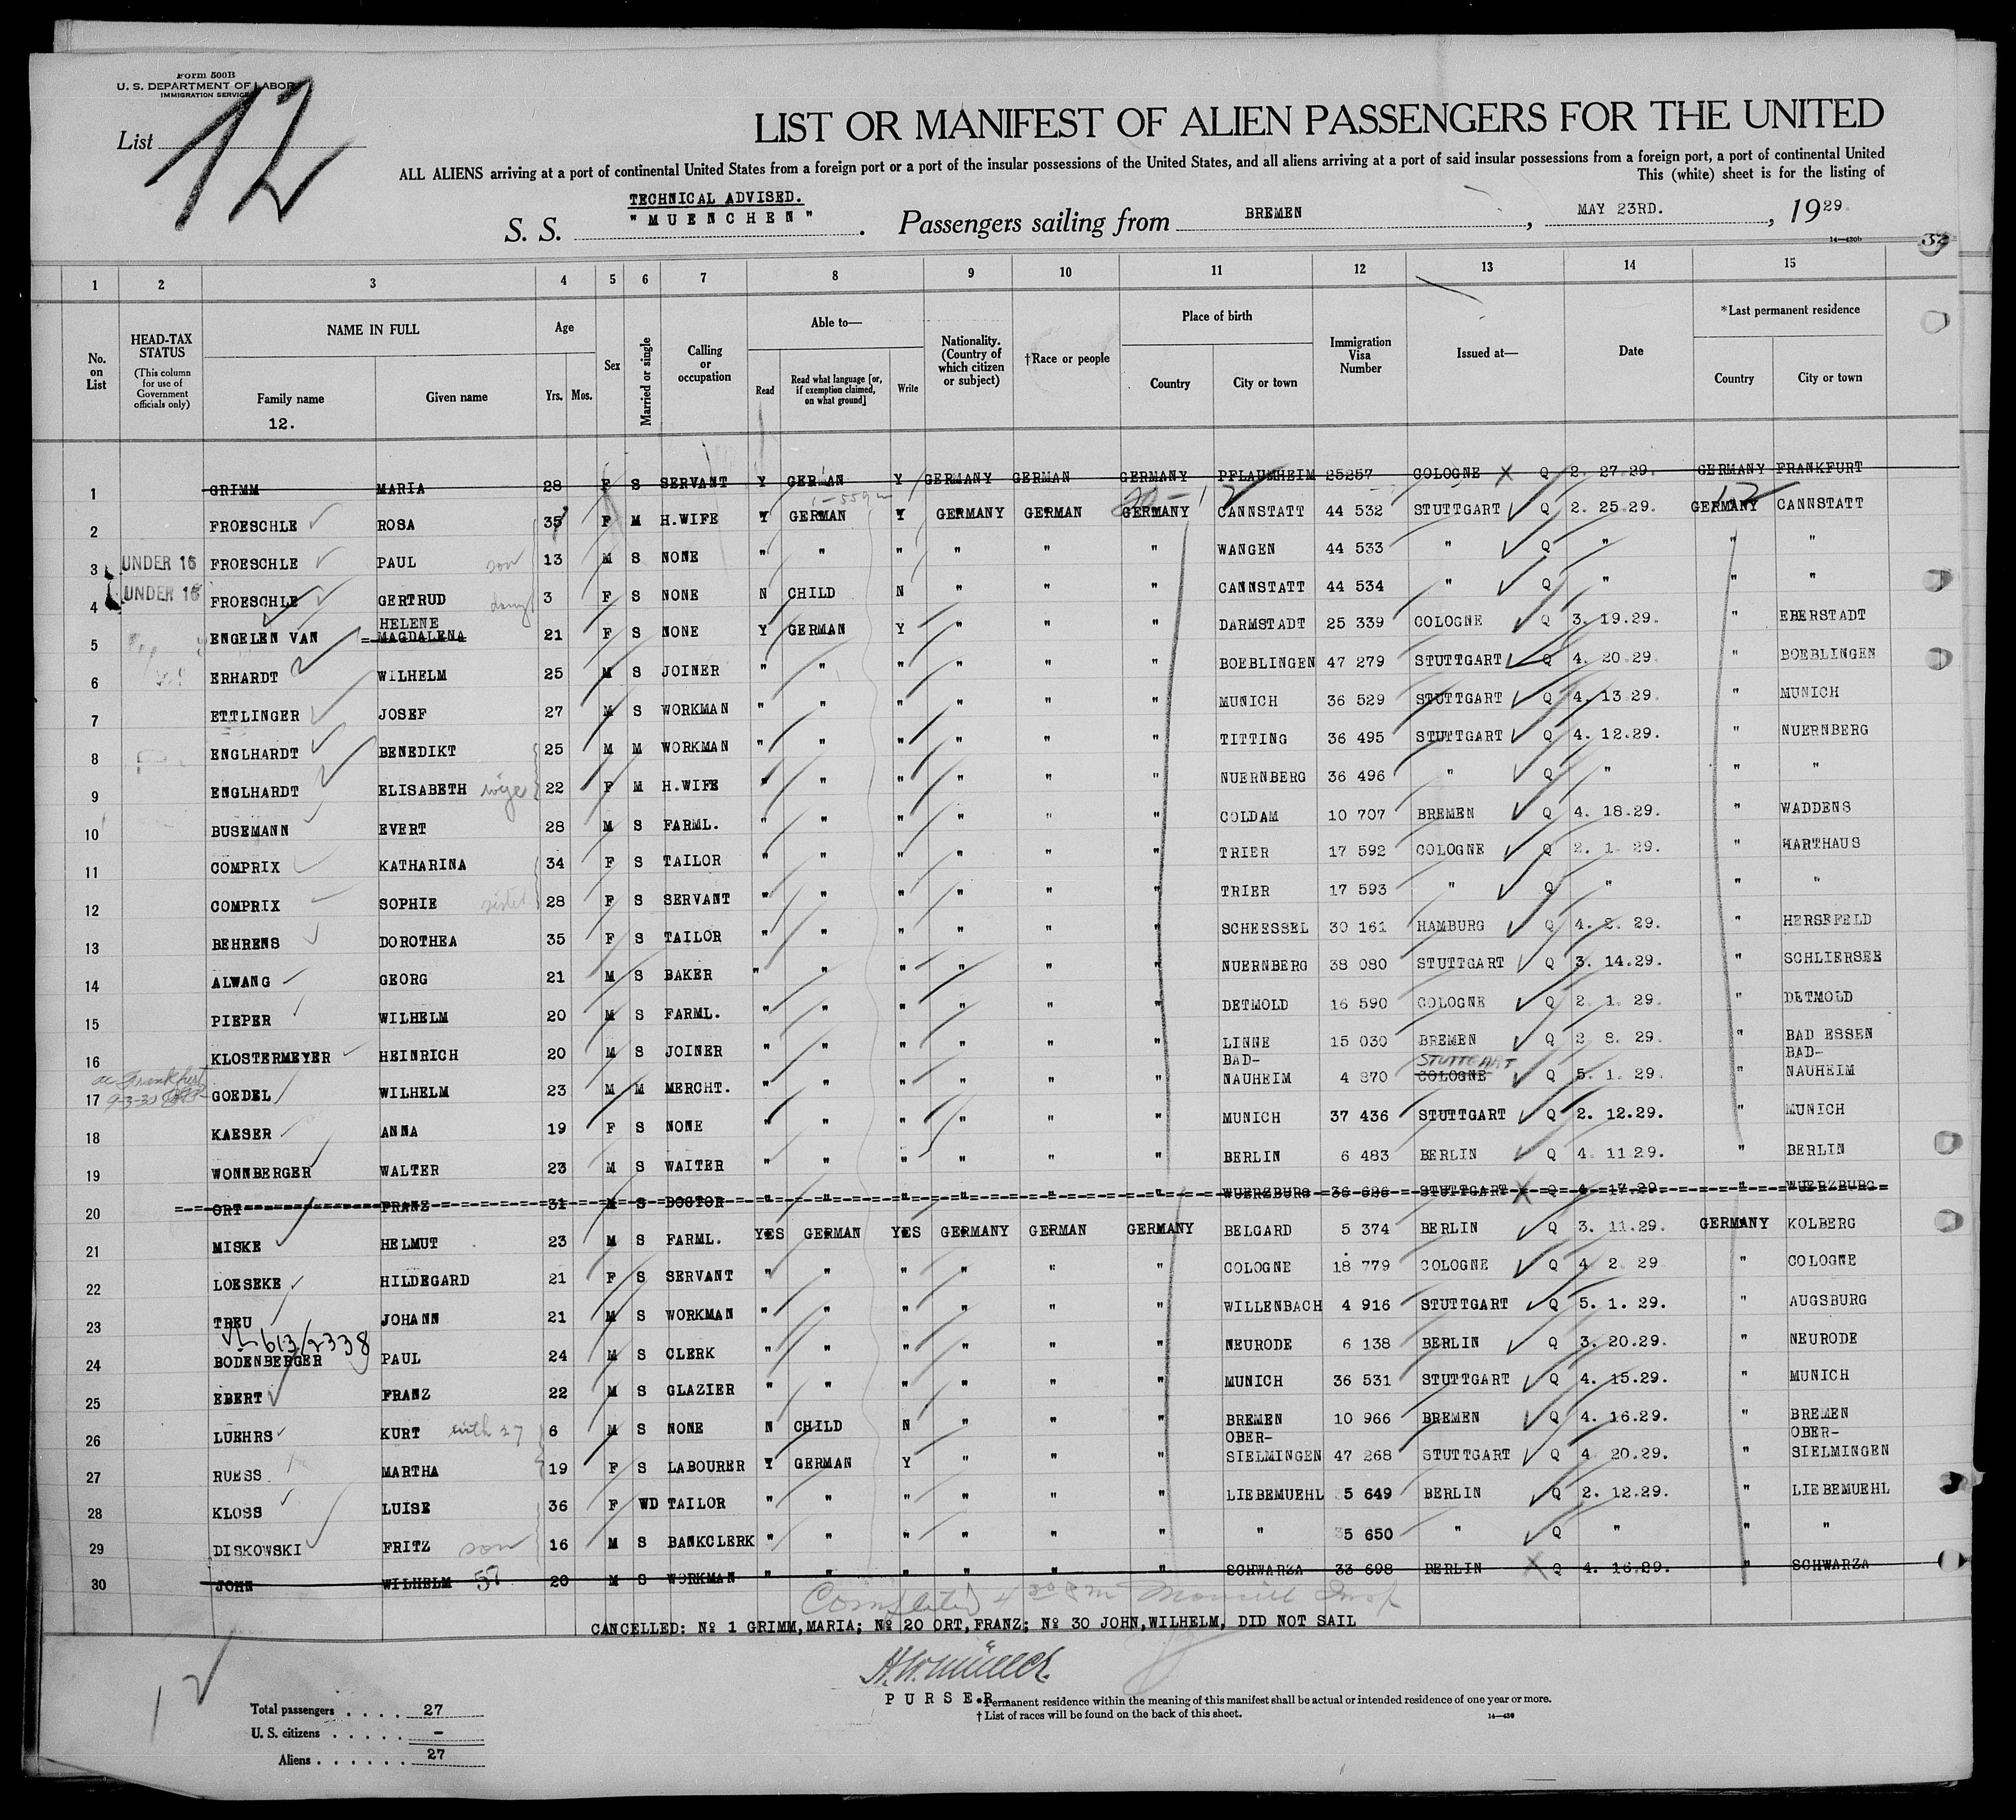 Form 500B
U. S. DEPARTMENT OF LABOR
IMMIGRATION SERVICE
List 12
LIST OR MANIFEST OF ALIEN PASSENGERS FOR THE UNITED
ALL ALIENS arriving at a port of continental United States from a foreign port or a port of the insular possessions of the United States, and all aliens arriving at a port of said insular possessions from a foreign port, a port of continental United
This (white) sheet is for the listing of
TECHNICAL ADVISED.
S. S. "MUENCHEN". Passengers sailing from BREMEN, MAY 23RD., 1929.
14—430b
32
1 2 3 4 5 6 7 8 9 10 11 12 13 14 15
No. on List
HEAD-TAX STATUS (This column for use of Government officials only)
NAME IN FULL Family name Given name
12.
Age Yrs. Mos.
Sex
Married or single
Calling or occupation
Able to— Read Read what language [or, if exemption claimed, on what ground] Write
Nationality. (Country of which citizen or subject)
†Race or people
Place of birth Country City or town
Immigration Visa Number
Issued at—
Date
*Last permanent residence Country City or town
1 GRIMM MARIA 28 F S SERVANT Y GERMAN Y GERMANY GERMAN GERMANY PFLAUMHEIM 25257 COLOGNE X Q 2. 27.29. GERMANY FRANKFURT
2 FROESCHLE ROSA 35 F M H.WIFE Y GERMAN Y GERMANY GERMAN GERMANY CANNSTATT 44 532 STUTTGART Q 2. 25.29. GERMANY CANNSTATT
3 UNDER 16 FROESCHLE PAUL son 13 M S NONE " " " " " " WANGEN 44 533 " Q " " "
4 UNDER 16 FROESCHLE GERTRUD 3 F S NONE N CHILD N " " " CANNSTATT 44 534 " Q " " "
HELENE
5 ENGELEN VAN =MAGDALENA 21 F S NONE Y GERMAN Y " " " DARMSTADT 25 339 COLOGNE Q 3. 19.29. " EBERSTADT
6 ERHARDT WILHELM 25 M S JOINER " " " " " " BOEBLINGEN 47 279 STUTTGART Q 4. 20.29. " BOEBLINGEN
7 ETTLINGER JOSEF 27 M S WORKMAN " " " " " " MUNICH 36 529 STUTTGART Q 4. 13.29. " MUNICH
8 ENGLHARDT BENEDIKT 25 M M WORKMAN " " " " " " TITTING 36 495 STUTTGART Q 4. 12.29. " NUERNBERG
9 ENGLHARDT ELISABETH wife 22 F M H.WIFE " " " " " " NUERNBERG 36 496 " Q " " "
10 BUSEMANN EVERT 28 M S FARML. " " " " " " COLDAM 10 707 BREMEN Q 4. 18.29. " WADDENS
11 COMPRIX KATHARINA 34 F S TAILOR " " " " " " TRIER 17 592 COLOGNE Q 2. 1. 29. " KARTHAUS
12 COMPRIX SOPHIE sister 28 F S SERVANT " " " " " " TRIER 17 593 " Q " " "
13 BEHRENS DOROTHEA 35 F S TAILOR " " " " " " SCHEESSEL 30 161 HAMBURG Q 4. 2. 29. " HERSEFELD
14 ALWANG GEORG 21 M S BAKER " " " " " " NUERNBERG 38 080 STUTTGART Q 3. 14.29. " SCHLIERSEE
15 PIEPER WILHELM 20 M S FARML. " " " " " " DETMOLD 16 590 COLOGNE Q 2. 1. 29. " DETMOLD
16 KLOSTERMEYER HEINRICH 20 M S JOINER " " " " " " LINNE 15 030 BREMEN Q 2 8. 29. " BAD ESSEN
BAD- STUTTGART BAD-
17 9-3-30 GOEDEL WILHELM 23 M M MERCHT. " " " " " " NAUHEIM 4 870 COLOGNE Q 5. 1. 29. " NAUHEIM
18 KAESER ANNA 19 F S NONE " " " " " " MUNICH 37 436 STUTTGART Q 2. 12.29. " MUNICH
19 WONNBERGER WALTER 23 M S WAITER " " " " " " BERLIN 6 483 BERLIN Q 4. 11 29. " BERLIN
20 ORT FRANZ 31 M S DOCTOR " " " " " " WUERZBURG 36 686 STUTTGART X Q 4. 17.29. " WUERZBURG
21 MISKE HELMUT 23 M S FARML. YES GERMAN YES GERMANY GERMAN GERMANY BELGARD 5 374 BERLIN Q 3. 11.29. GERMANY KOLBERG
22 LOESEKE HILDEGARD 21 F S SERVANT " " " " " " COLOGNE 18 779 COLOGNE Q 4 2. 29 " COLOGNE
23 TREU JOHANN 21 M S WORKMAN " " " " " " WILLENBACH 4 916 STUTTGART Q 5. 1. 29. " AUGSBURG
VL 613/2338
24 BODENBERGER PAUL 24 M S CLERK " " " " " " NEURODE 6 138 BERLIN Q 3. 20.29. " NEURODE
25 EBERT FRANZ 22 M S GLAZIER " " " " " " MUNICH 36 531 STUTTGART Q 4. 15.29. " MUNICH
26 LUEHRS KURT with 27 6 M S NONE N CHILD N " " " BREMEN 10 966 BREMEN Q 4. 16.29. " BREMEN
OBER- OBER-
27 RUESS MARTHA 19 F S LABOURER Y GERMAN Y " " " SIELMINGEN 47 268 STUTTGART Q 4 20.29. " SIELMINGEN
28 KLOSS LUISE 36 F WD TAILOR " " " " " " LIEBEMUEHL 35 649 BERLIN Q 2. 12.29. " LIEBEMUEHL
29 DISKOWSKI FRITZ son 16 M S BANKCLERK " " " " " " " 35 650 " Q " " "
30 JOHN WILHELM 57 20 M S WORKMAN " " " " " " SCHWARZA 33 698 BERLIN X Q 4. 16.29. " SCHWARZA
Completed 4 30 PM
CANCELLED: Nº 1 GRIMM,MARIA; Nº 20 ORT,FRANZ; Nº 30 JOHN,WILHELM, DID NOT SAIL
12
PURSER.
*Permanent residence within the meaning of this manifest shall be actual or intended residence of one year or more.
† List of races will be found on the back of this sheet.
14—430
Total passengers . . . . 27
U. S. citizens . . . . . –
Aliens . . . . . . 27